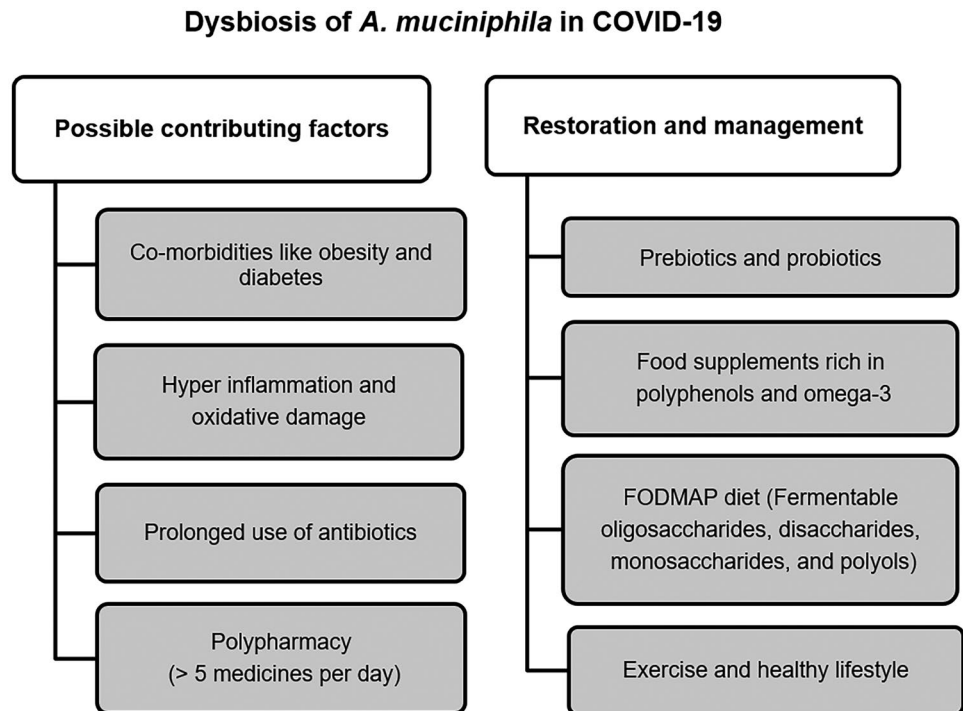 Dysbiosis of A. muciniphila in COVID-19
Possible contributing factors
Co-morbidities like obesity and
diabetes
Hyper inflammation and
oxidative damage
Prolonged use of antibiotics
Polypharmacy
(> 5 medicines per day)
Restoration and management
Prebiotics and probiotics
Food supplements rich in
polyphenols and omega-3
FODMAP diet (Fermentable
oligosaccharides, disaccharides,
monosaccharides, and polyols)
Exercise and healthy lifestyle